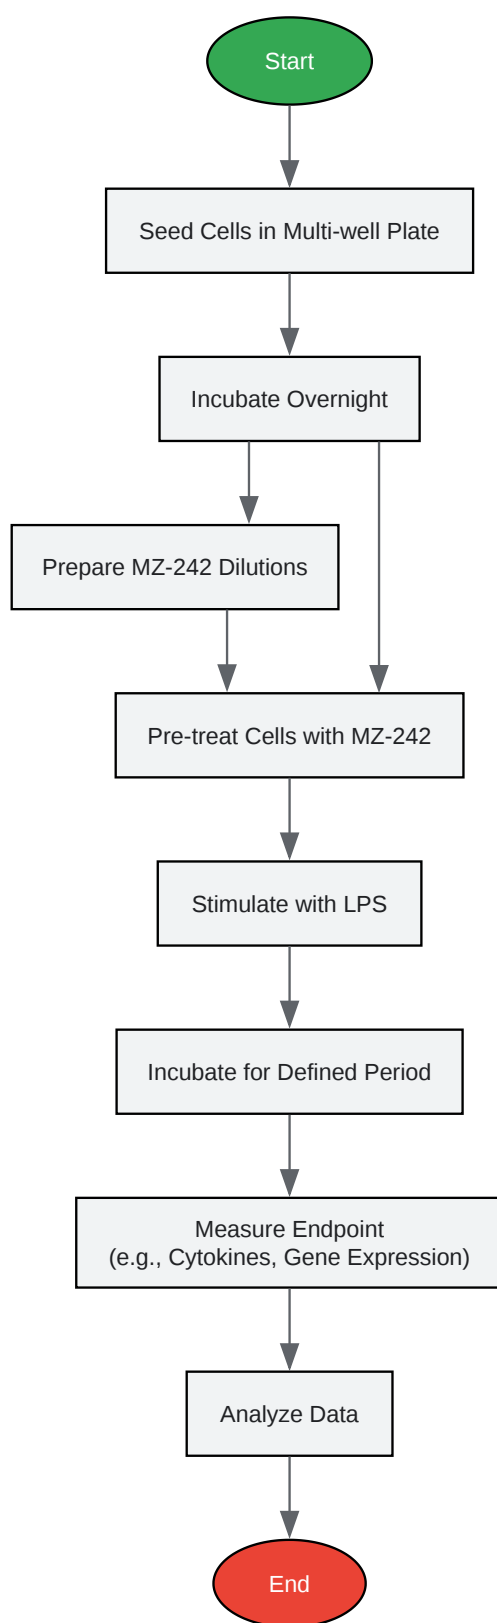 Start
Seed Cells in Multi-well Plate
Incubate Overnight
Prepare MZ-242 Dilutions
Pre-treat Cells with MZ-242
Stimulate with LPS
Incubate for Defined Period
Measure Endpoint
(e.g., Cytokines, Gene Expression)
Analyze Data
End